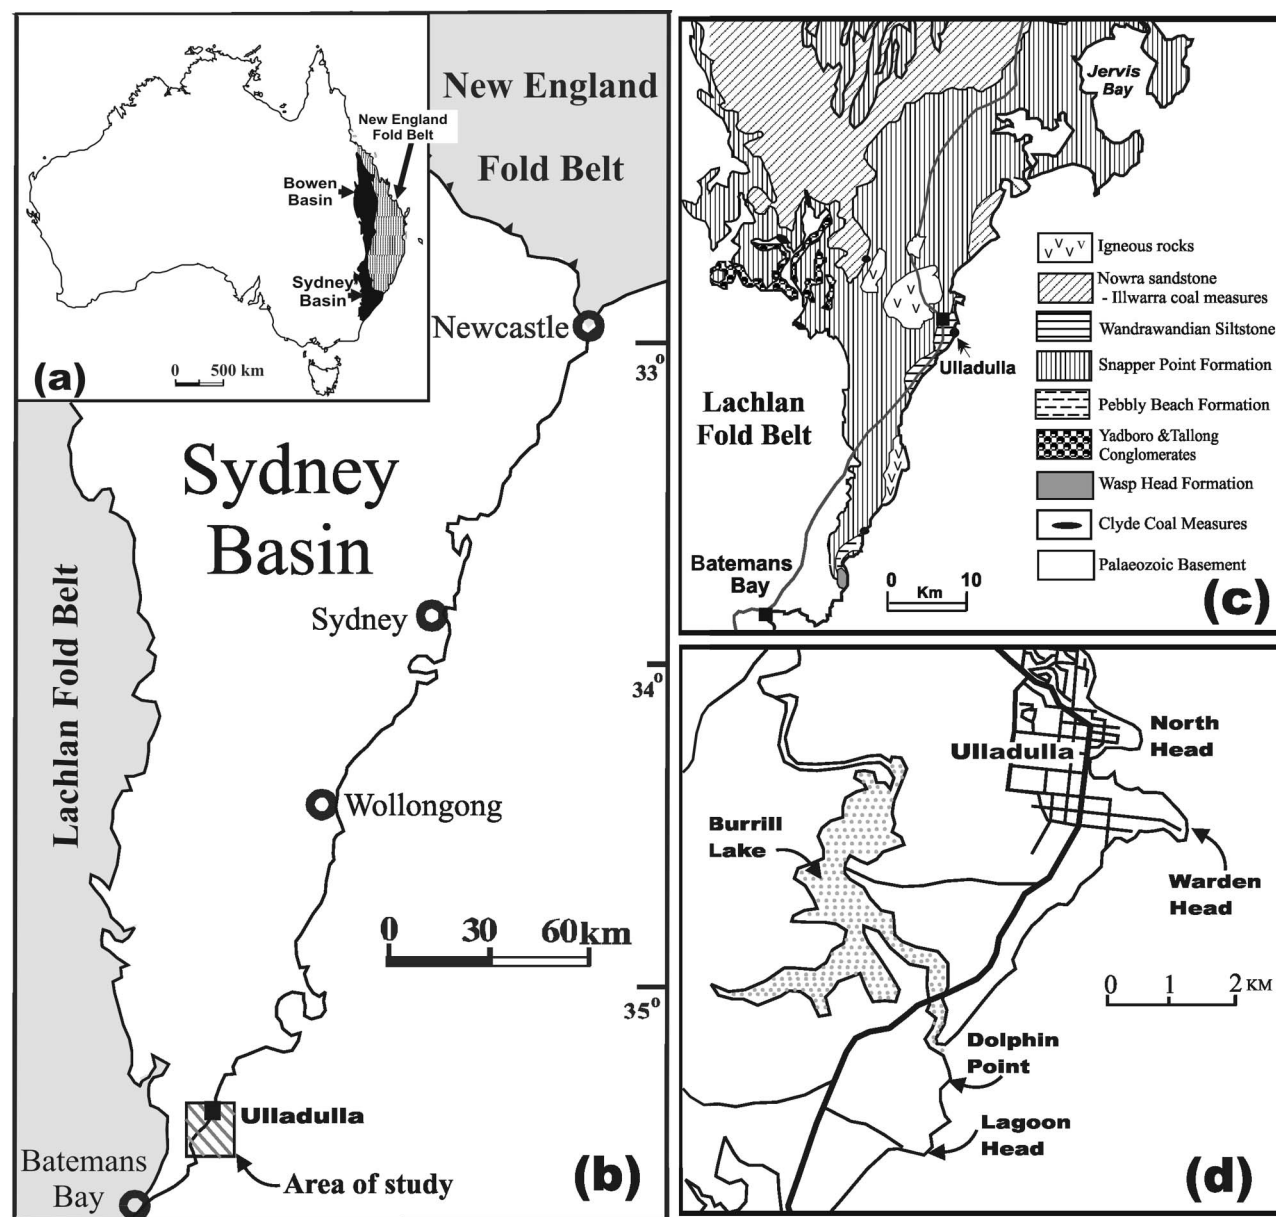 New England
Fold Belt
Bowen
Basin
Sydney
Basin
(a)
0 500 km
New England
Fold Belt
Newcastle
33°
Sydney
Basin
Lachlan Fold Belt
Sydney
34°
Wollongong
0 30 60km
35°
Ulladulla
Batemans
Bay
Area of study
(b)
Jervis
Bay
Igneous rocks
Nowra sandstone
- Illwarra coal measures
Wandrawandian Siltstone
Ulladulla
Snapper Point Formation
Lachlan
Fold Belt
Pebbly Beach Formation
Yadboro &Tallong
Conglomerates
Wasp Head Formation
Clyde Coal Measures
Palaeozoic Basement
Batemans
Bay
0 10
Km
(c)
North
Head
Ulladulla
Burrill
Lake
Warden
Head
0 1 2 KM
Dolphin
Point
Lagoon
Head
(d)